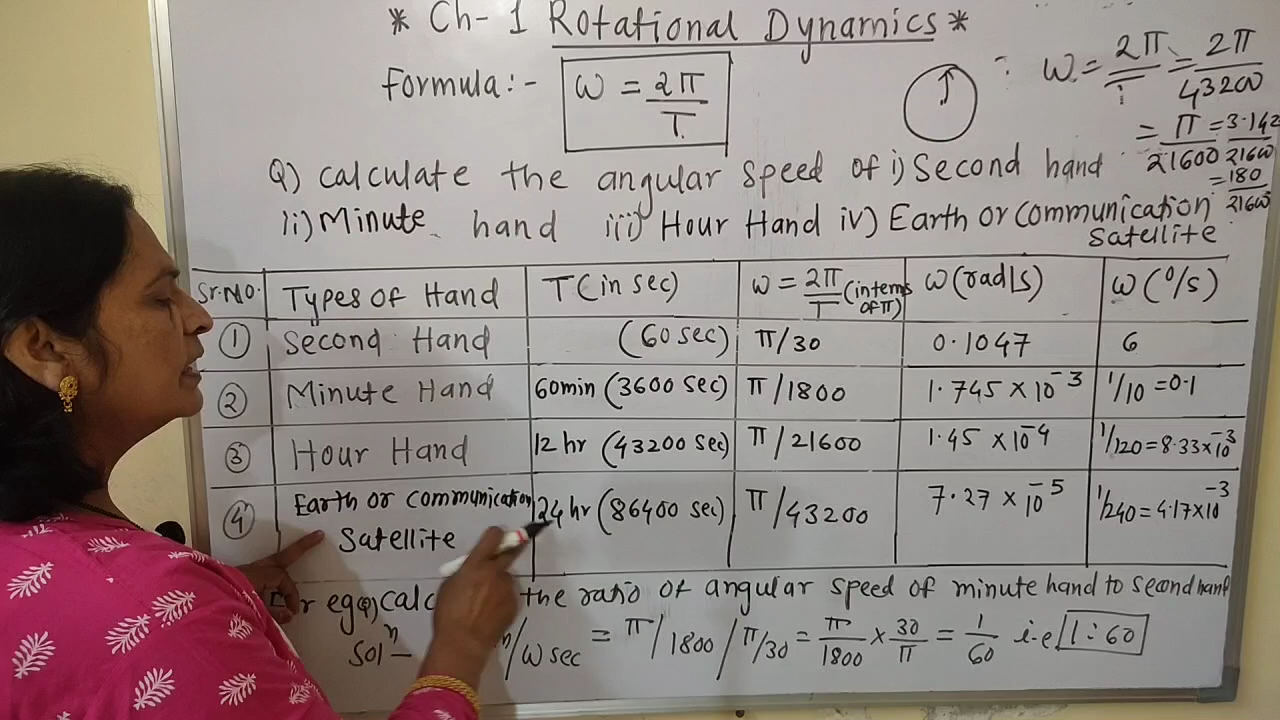 * Ch-1 Rotational Dynamics *
Formula:- ω = 2π/T
∵ ω = 2π/T = 2π/43200
= π/21600 = 3.142/21600
= 180/21600
Q) Calculate the angular speed of i) Second hand
ii) Minute hand iii) Hour Hand iv) Earth or communication
Satellite
Sr.No. Types of Hand T (in sec) ω = 2π/T (interms of π) ω (rad/s) ω (°/s)
① Second Hand (60 sec) π/30 0.1047 6
② Minute Hand 60min (3600 sec) π/1800 1.745 × 10⁻³ 1/10 = 0.1
③ Hour Hand 12 hr (43200 sec) π/21600 1.45 × 10⁻⁴ 1/120 = 8.33×10⁻³
④ Earth or communication Satellite 24 hr (86400 sec) π/43200 7.27 × 10⁻⁵ 1/240 = 4.17×10⁻³
r eg Q) Calc the ratio of angular speed of minute hand to second hand
Solⁿ– /ω sec = π/1800 / π/30 = π/1800 × 30/π = 1/60 i.e 1:60